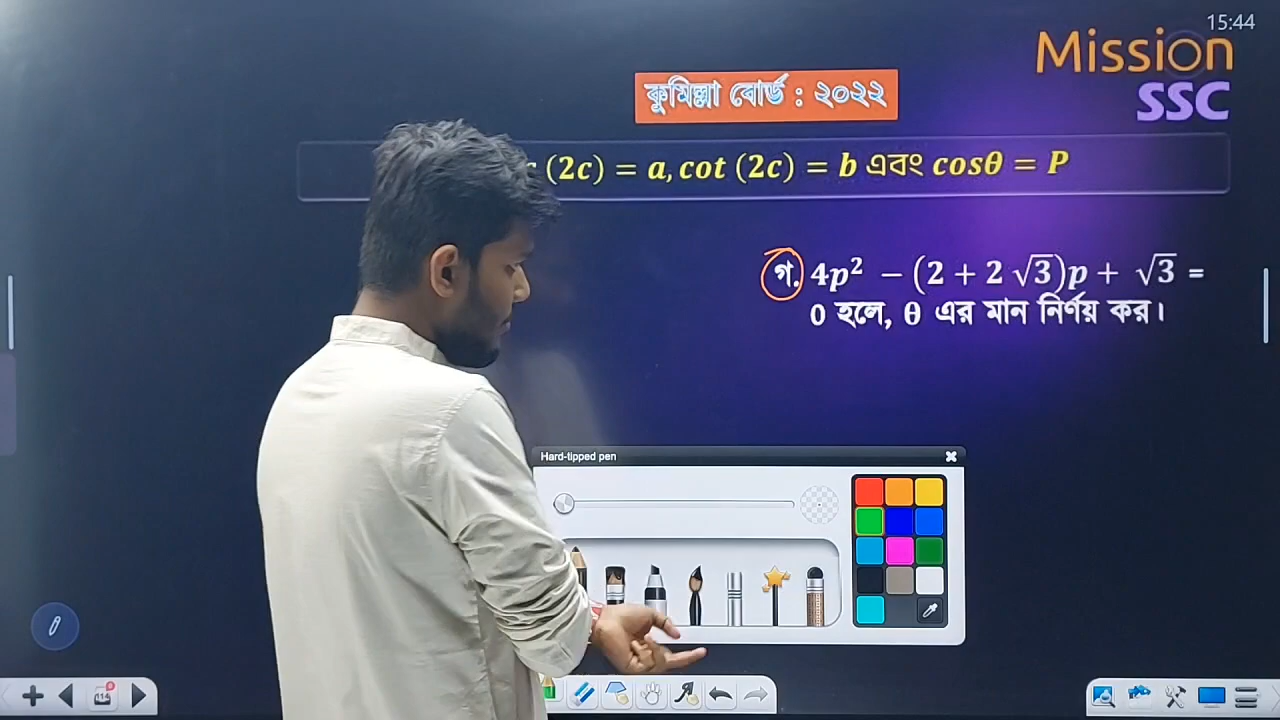 15:44
Mission
SSC
কুমিল্লা বোর্ড : ২০২২
(2c) = a, cot (2c) = b এবং cosθ = P
গ. 4p² − (2 + 2 √3)p + √3 =
0 হলে, θ এর মান নির্ণয় কর।
Hard-tipped pen